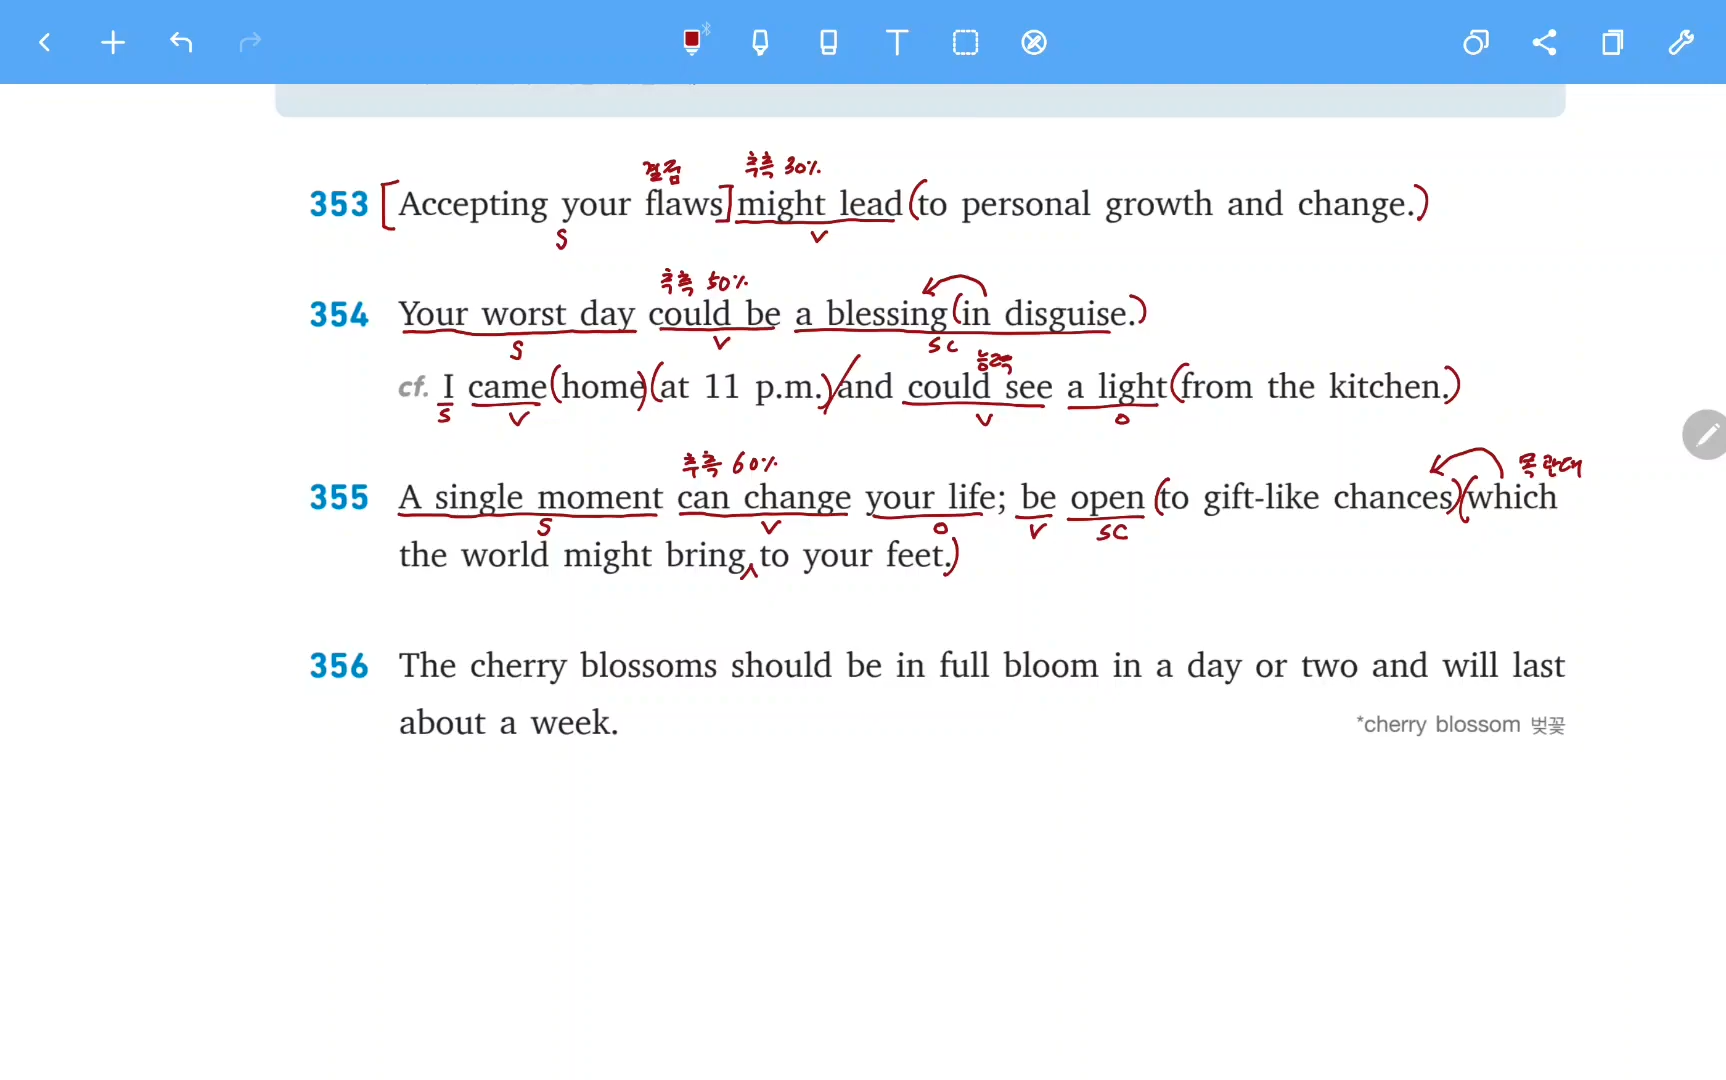 결점 추측 30%
353 [Accepting your flaws] might lead (to personal growth and change.)
S V
추측 50%
354 Your worst day could be a blessing (in disguise.)
S V SC
능력
cf. I came (home) (at 11 p.m.) / and could see a light (from the kitchen.)
S V V O
추측 60% 목관대
355 A single moment can change your life; be open (to gift-like chances) (which
S V O V SC
the world might bring ^ to your feet.)
356 The cherry blossoms should be in full bloom in a day or two and will last
about a week.
*cherry blossom 벚꽃